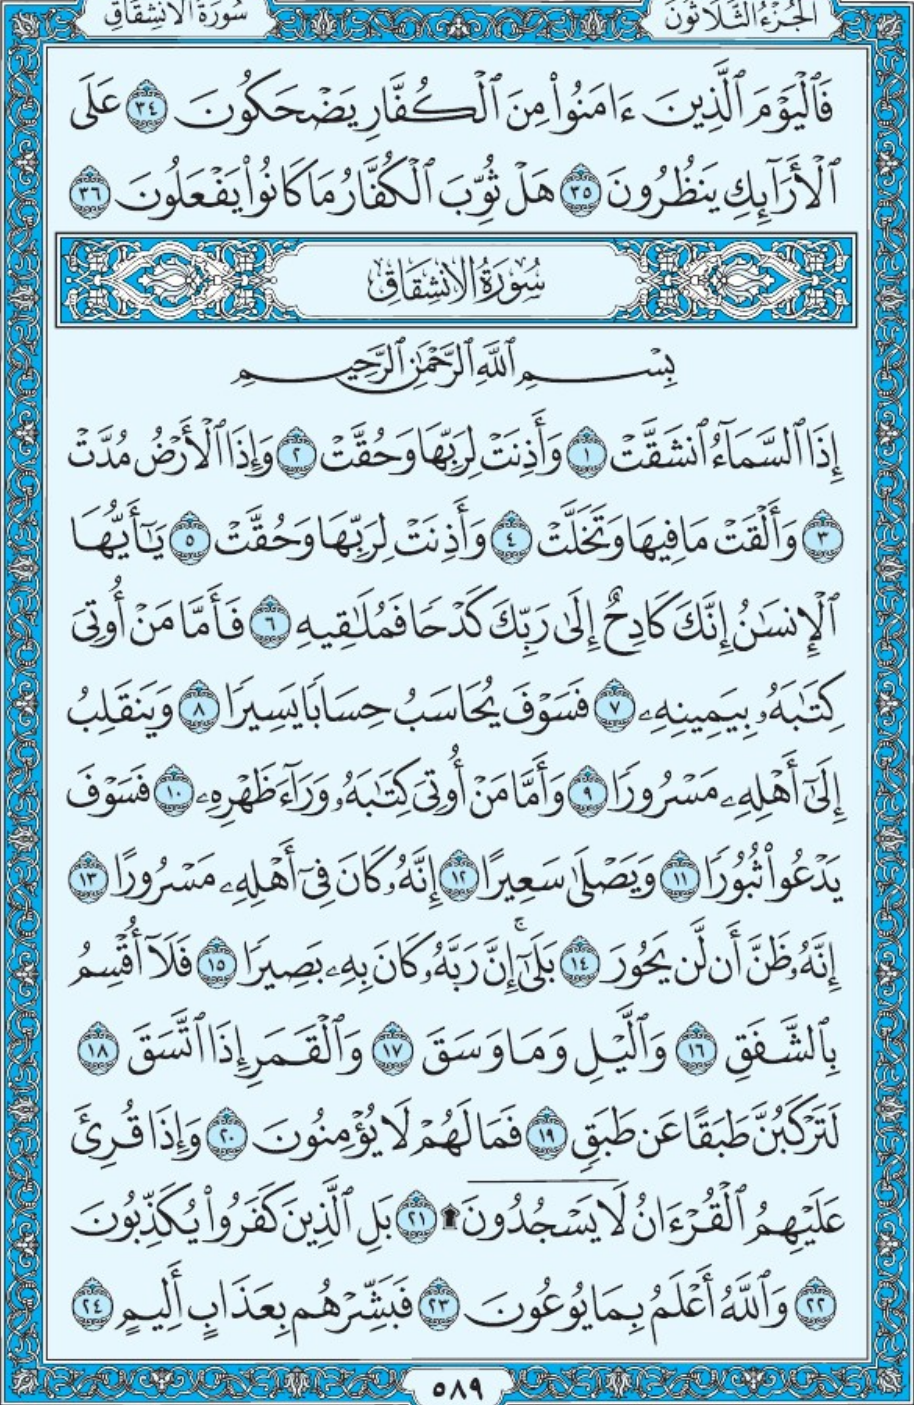 الجُزْءُ الثَّلَاثُونَ
سُورَةُ الانْشِقَاقِ
فَٱلْيَوْمَ ٱلَّذِينَ ءَامَنُوا۟ مِنَ ٱلْكُفَّارِ يَضْحَكُونَ ٣٤ عَلَى
ٱلْأَرَآئِكِ يَنظُرُونَ ٣٥ هَلْ ثُوِّبَ ٱلْكُفَّارُ مَا كَانُوا۟ يَفْعَلُونَ ٣٦
سُورَةُ الانْشِقَاقِ
بِسْمِ ٱللَّهِ ٱلرَّحْمَٰنِ ٱلرَّحِيمِ
إِذَا ٱلسَّمَآءُ ٱنشَقَّتْ ١ وَأَذِنَتْ لِرَبِّهَا وَحُقَّتْ ٢ وَإِذَا ٱلْأَرْضُ مُدَّتْ
٣ وَأَلْقَتْ مَا فِيهَا وَتَخَلَّتْ ٤ وَأَذِنَتْ لِرَبِّهَا وَحُقَّتْ ٥ يَٰٓأَيُّهَا
ٱلْإِنسَٰنُ إِنَّكَ كَادِحٌ إِلَىٰ رَبِّكَ كَدْحًا فَمُلَٰقِيهِ ٦ فَأَمَّا مَنْ أُوتِىَ
كِتَٰبَهُۥ بِيَمِينِهِۦ ٧ فَسَوْفَ يُحَاسَبُ حِسَابًا يَسِيرًا ٨ وَيَنقَلِبُ
إِلَىٰٓ أَهْلِهِۦ مَسْرُورًا ٩ وَأَمَّا مَنْ أُوتِىَ كِتَٰبَهُۥ وَرَآءَ ظَهْرِهِۦ ١٠ فَسَوْفَ
يَدْعُوا۟ ثُبُورًا ١١ وَيَصْلَىٰ سَعِيرًا ١٢ إِنَّهُۥ كَانَ فِىٓ أَهْلِهِۦ مَسْرُورًا ١٣
إِنَّهُۥ ظَنَّ أَن لَّن يَحُورَ ١٤ بَلَىٰٓۚ إِنَّ رَبَّهُۥ كَانَ بِهِۦ بَصِيرًا ١٥ فَلَآ أُقْسِمُ
بِٱلشَّفَقِ ١٦ وَٱلَّيْلِ وَمَا وَسَقَ ١٧ وَٱلْقَمَرِ إِذَا ٱتَّسَقَ ١٨
لَتَرْكَبُنَّ طَبَقًا عَن طَبَقٍ ١٩ فَمَا لَهُمْ لَا يُؤْمِنُونَ ٢٠ وَإِذَا قُرِئَ
عَلَيْهِمُ ٱلْقُرْءَانُ لَا يَسْجُدُونَ ۩ ٢١ بَلِ ٱلَّذِينَ كَفَرُوا۟ يُكَذِّبُونَ
٢٢ وَٱللَّهُ أَعْلَمُ بِمَا يُوعُونَ ٢٣ فَبَشِّرْهُم بِعَذَابٍ أَلِيمٍ ٢٤
٥٨٩